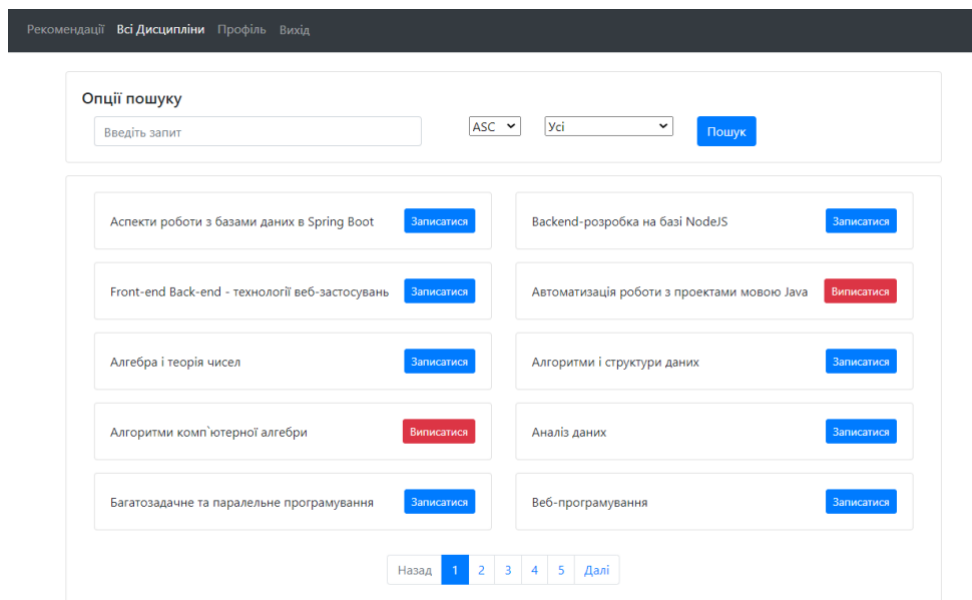 Рекомендації Всі Дисципліни Профіль Вихід
Опції пошуку
Введіть запит ASC Усі Пошук
Аспекти роботи з базами даних в Spring Boot Записатися
Backend-розробка на базі NodeJS Записатися
Front-end Back-end - технології веб-застосувань Записатися
Автоматизація роботи з проектами мовою Java Виписатися
Алгебра і теорія чисел Записатися
Алгоритми і структури даних Записатися
Алгоритми комп`ютерної алгебри Виписатися
Аналіз даних Записатися
Багатозадачне та паралельне програмування Записатися
Веб-програмування Записатися
Назад 1 2 3 4 5 Далі